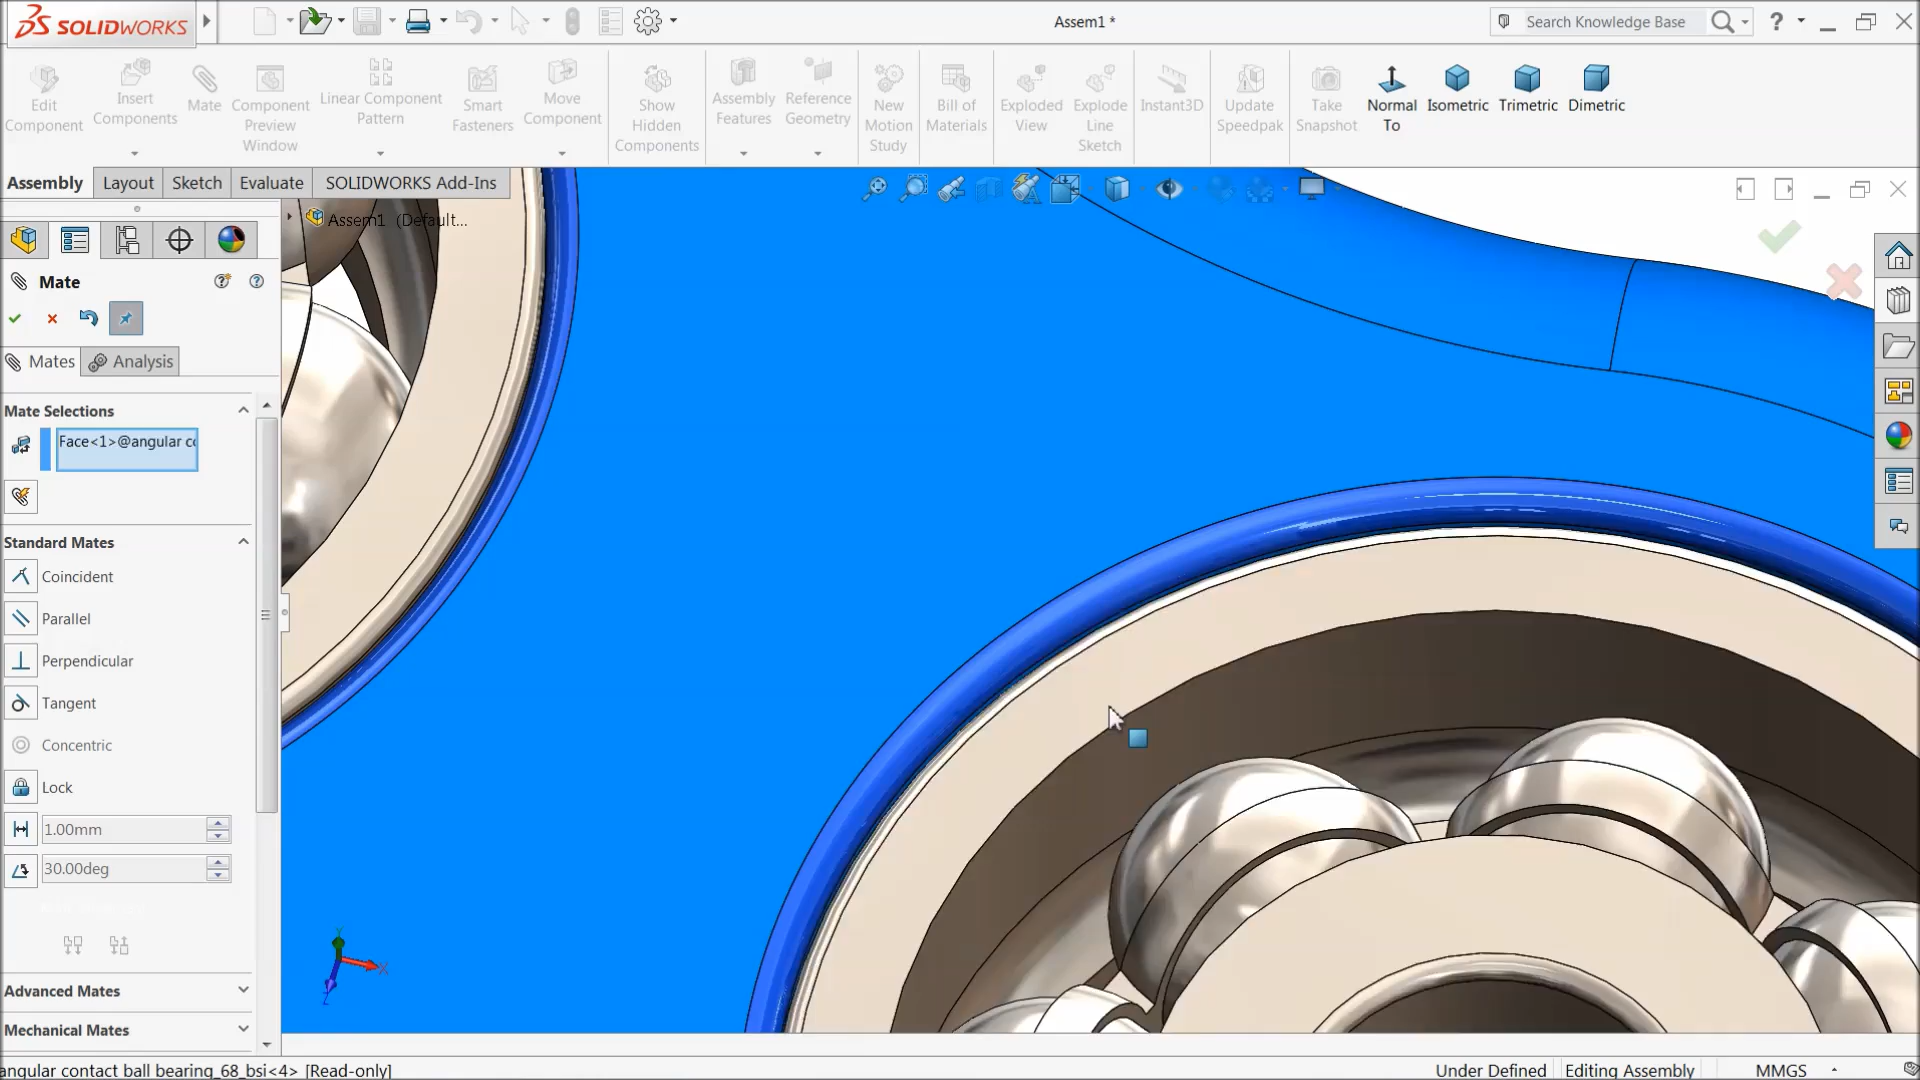 SOLIDWORKS
Assem1 *
Search Knowledge Base
?
Edit Component
Insert Components
Mate
Component Preview Window
Linear Component Pattern
Smart Fasteners
Move Component
Show Hidden Components
Assembly Features
Reference Geometry
New Motion Study
Bill of Materials
Exploded View
Explode Line Sketch
Instant3D
Update Speedpak
Take Snapshot
Normal To
Isometric
Trimetric
Dimetric
Assembly
Layout
Sketch
Evaluate
SOLIDWORKS Add-Ins
Assem1 (Default...
Mate
Mates
Analysis
Mate Selections
Face<1>@angular co
Standard Mates
Coincident
Parallel
Perpendicular
Tangent
Concentric
Lock
1.00mm
30.00deg
Advanced Mates
Mechanical Mates
Y
X
Z
angular contact ball bearing_68_bsi<4> [Read-only]
Under Defined
Editing Assembly
MMGS